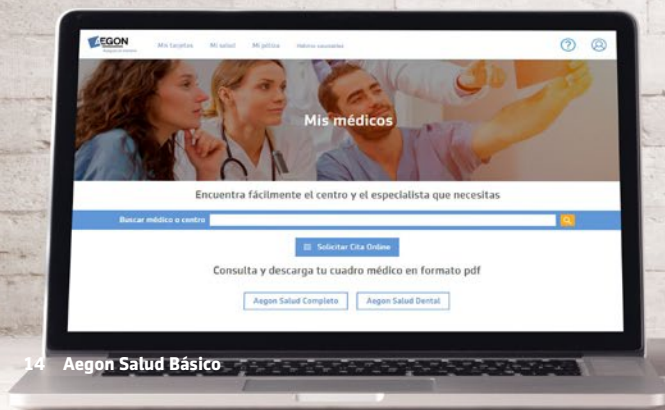 AEGON
Mis tarjetas Mi salud Mi póliza Hábitos saludables
Mis médicos
Encuentra fácilmente el centro y el especialista que necesitas
Buscar médico o centro
Solicitar Cita Online
Consulta y descarga tu cuadro médico en formato pdf
Aegon Salud Completo Aegon Salud Dental
14 Aegon Salud Básico